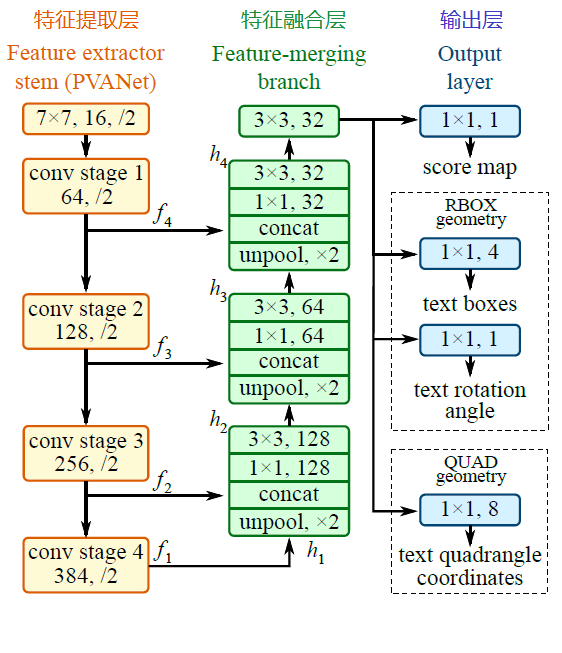 特征提取层
Feature extractor
stem (PVANet)
7×7, 16, /2
conv stage 1
64, /2
f4
conv stage 2
128, /2
f3
conv stage 3
256, /2
f2
conv stage 4
384, /2
f1
特征融合层
Feature-merging
branch
3×3, 32
h4
3×3, 32
1×1, 32
concat
unpool, ×2
h3
3×3, 64
1×1, 64
concat
unpool, ×2
h2
3×3, 128
1×1, 128
concat
unpool, ×2
h1
输出层
Output
layer
1×1, 1
score map
RBOX
geometry
1×1, 4
text boxes
1×1, 1
text rotation
angle
QUAD
geometry
1×1, 8
text quadrangle
coordinates